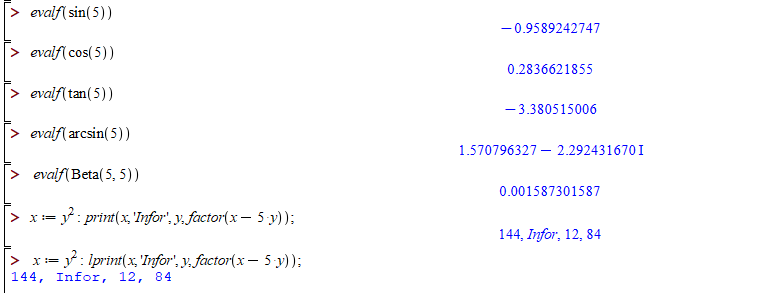 > evalf(sin(5))
−0.9589242747
> evalf(cos(5))
0.2836621855
> evalf(tan(5))
−3.380515006
> evalf(arcsin(5))
1.570796327 − 2.292431670 I
> evalf(Beta(5, 5))
0.001587301587
> x := y²: print(x, 'Infor', y, factor(x − 5·y));
144, Infor, 12, 84
> x := y²: lprint(x, 'Infor', y, factor(x − 5·y));
144, Infor, 12, 84